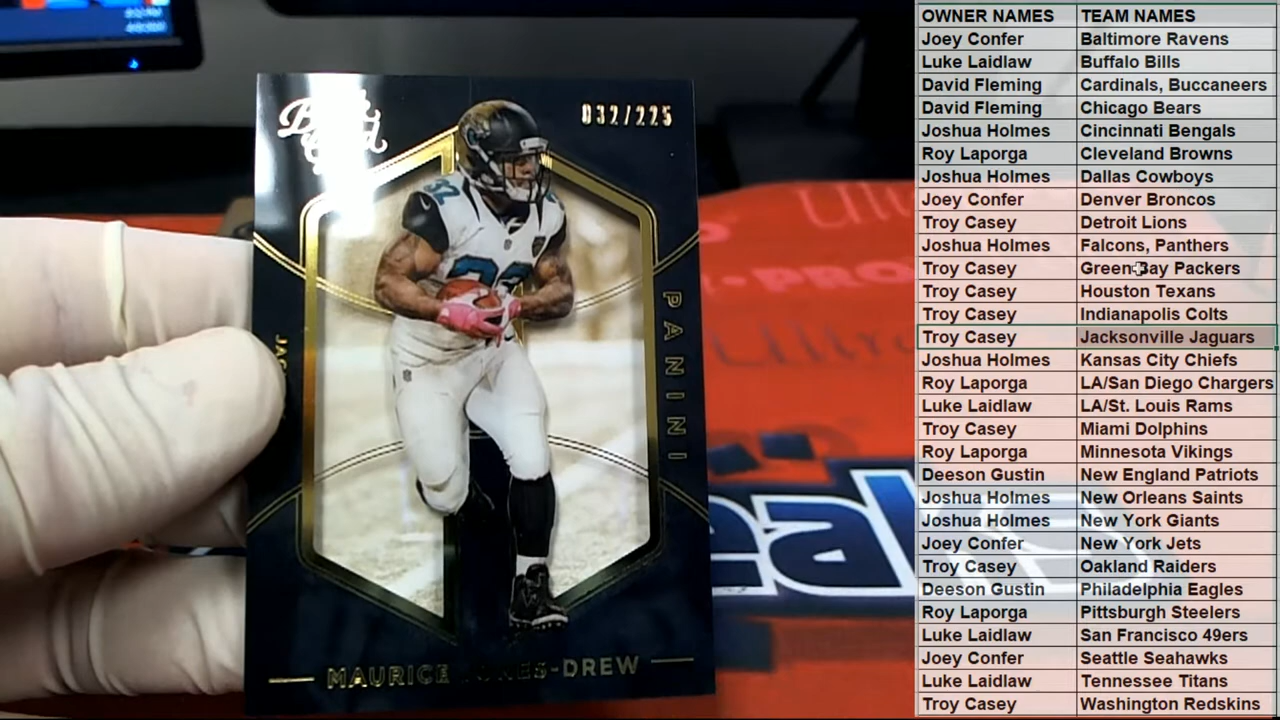 032/225
PANINI
MAURICE JONES-DREW
OWNER NAMES TEAM NAMES
Joey Confer Baltimore Ravens
Luke Laidlaw Buffalo Bills
David Fleming Cardinals, Buccaneers
David Fleming Chicago Bears
Joshua Holmes Cincinnati Bengals
Roy Laporga Cleveland Browns
Joshua Holmes Dallas Cowboys
Joey Confer Denver Broncos
Troy Casey Detroit Lions
Joshua Holmes Falcons, Panthers
Troy Casey Green Bay Packers
Troy Casey Houston Texans
Troy Casey Indianapolis Colts
Troy Casey Jacksonville Jaguars
Joshua Holmes Kansas City Chiefs
Roy Laporga LA/San Diego Chargers
Luke Laidlaw LA/St. Louis Rams
Troy Casey Miami Dolphins
Roy Laporga Minnesota Vikings
Deeson Gustin New England Patriots
Joshua Holmes New Orleans Saints
Joshua Holmes New York Giants
Joey Confer New York Jets
Troy Casey Oakland Raiders
Deeson Gustin Philadelphia Eagles
Roy Laporga Pittsburgh Steelers
Luke Laidlaw San Francisco 49ers
Joey Confer Seattle Seahawks
Luke Laidlaw Tennessee Titans
Troy Casey Washington Redskins